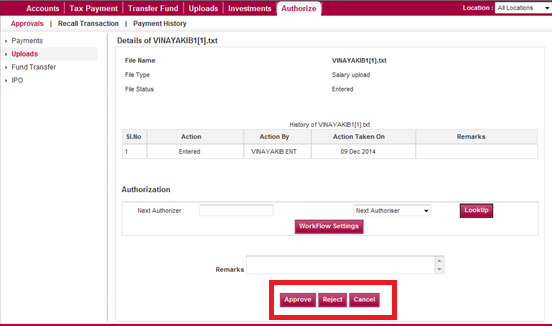 Accounts Tax Payment Transfer Fund Uploads Investments Authorize Location : All Locations
Approvals | Recall Transaction | Payment History
Payments
Uploads
Fund Transfer
IPO
Details of VINAYAKIB1[1].txt
File Name VINAYAKIB1[1].txt
File Type Salary upload
File Status Entered
History of VINAYAKIB1[1].txt
Sl.No Action Action By Action Taken On Remarks
1 Entered VINAYAKIB.ENT 09 Dec 2014
Authorization
Next Authorizer Next Authoriser LookUp
WorkFlow Settings
Remarks
Approve Reject Cancel